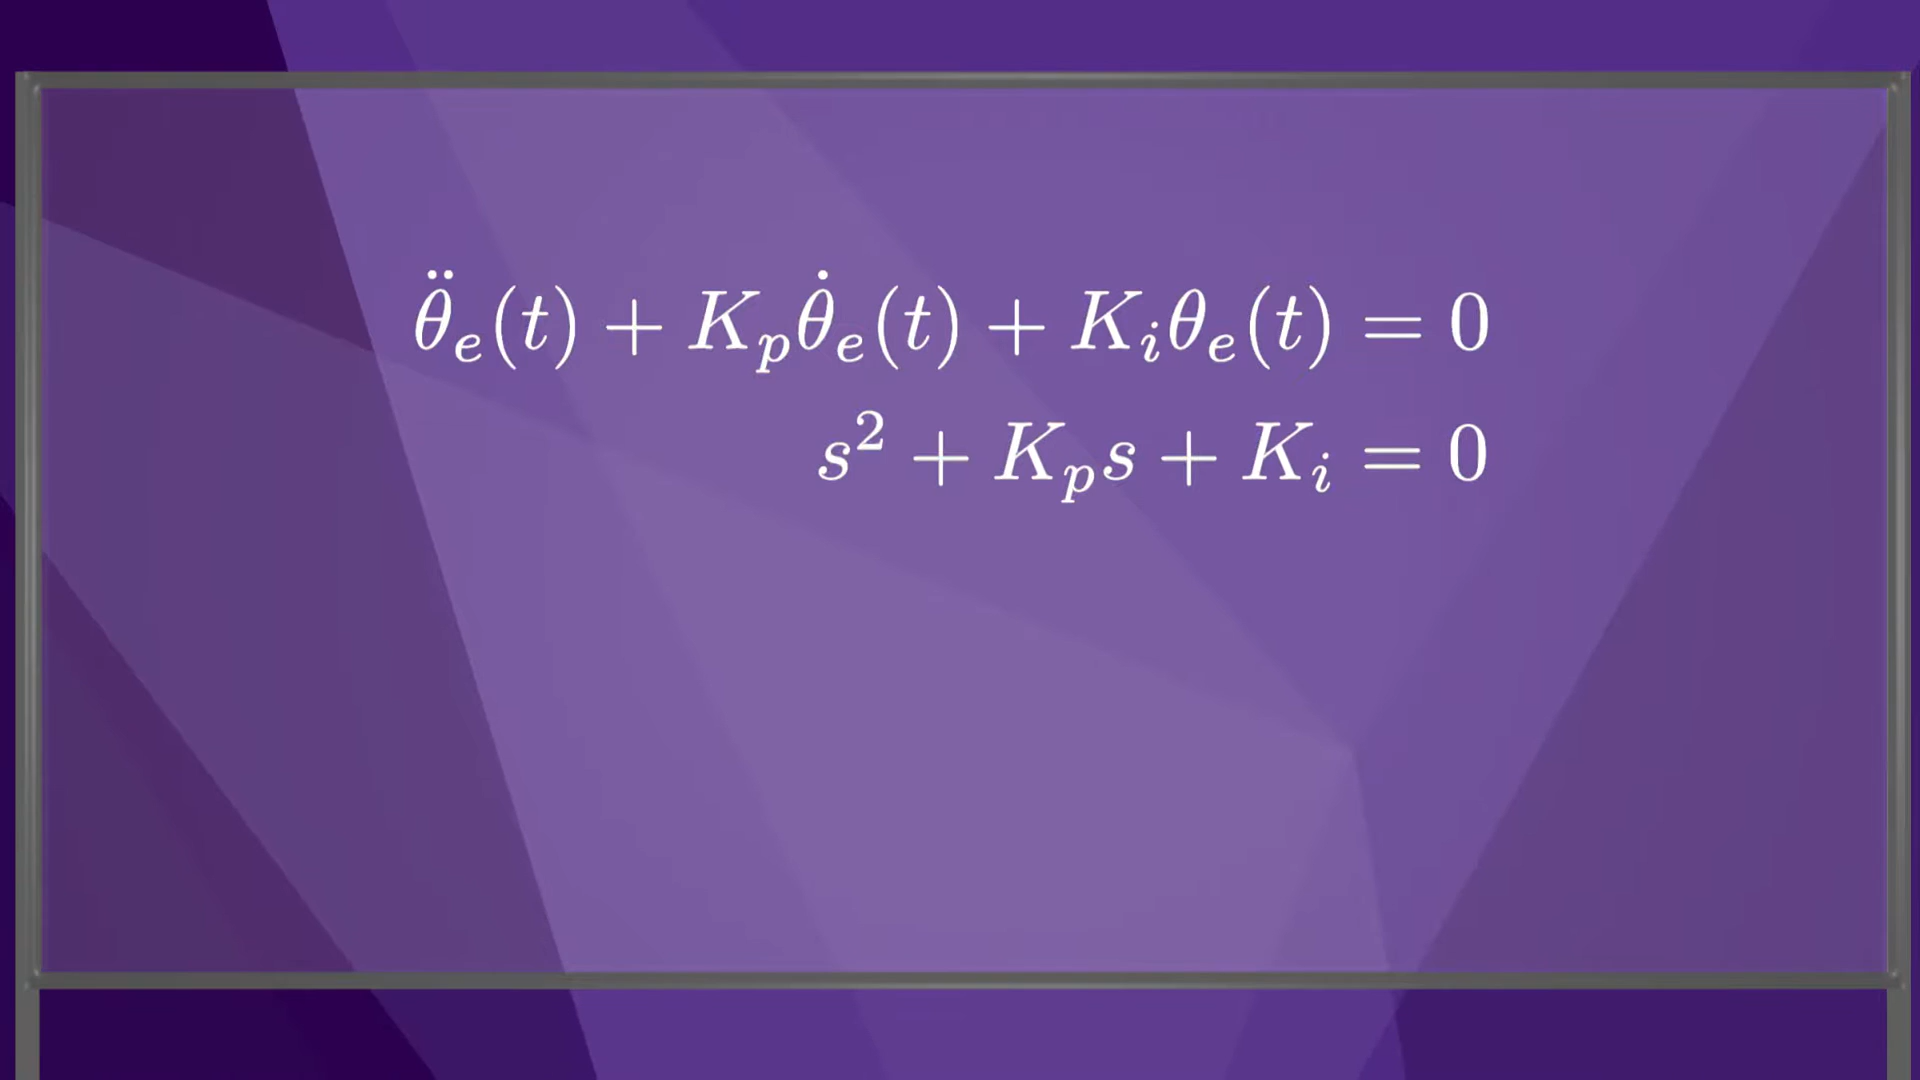 θ̈ₑ(t) + Kₚθ̇ₑ(t) + Kᵢθₑ(t) = 0
s² + Kₚs + Kᵢ = 0